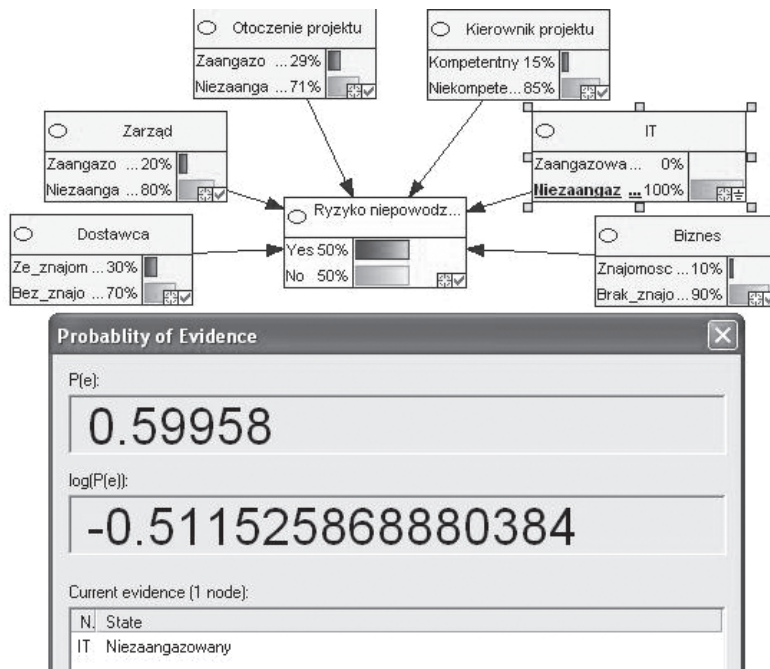 Otoczenie projektu
Zaangazo ... 29%
Niezaanga ... 71%
Kierownik projektu
Kompetentny 15%
Niekompete... 85%
Zarząd
Zaangazo ... 20%
Niezaanga ... 80%
IT
Zaangazowa... 0%
Niezaangaz ... 100%
Ryzyko niepowodz...
Yes 50%
No 50%
Dostawca
Ze_znajom ... 30%
Bez_znajo ... 70%
Biznes
Znajomosc ... 10%
Brak_znajo... 90%
Probablity of Evidence
P(e):
0.59958
log(P(e)):
-0.511525868880384
Current evidence (1 node):
N. State
IT Niezaangazowany